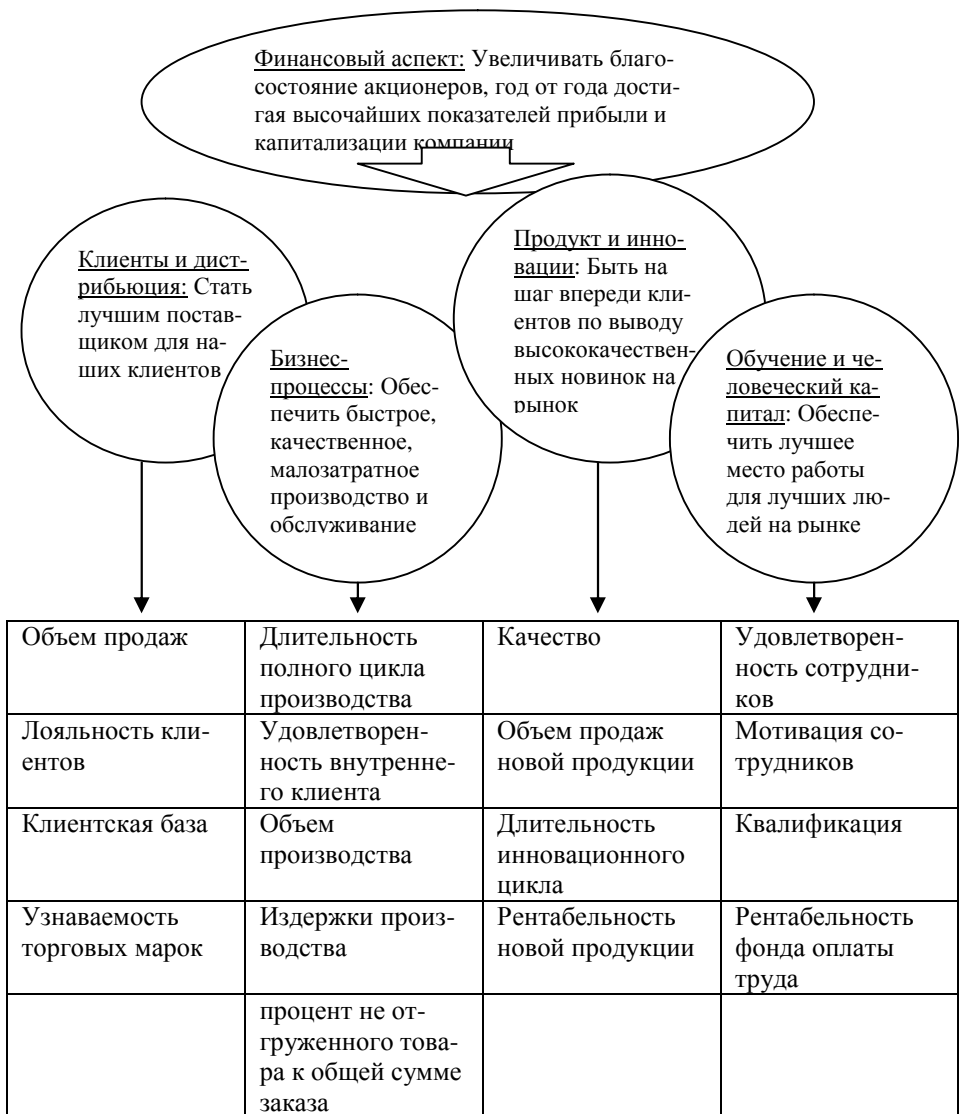 Финансовый аспект: Увеличивать благо-
состояние акционеров, год от года дости-
гая высочайших показателей прибыли и
капитализации компании
Клиенты и дист-
рибьюция: Стать
лучшим постав-
щиком для на-
ших клиентов
Бизнес-
процессы: Обес-
печить быстрое,
качественное,
малозатратное
производство и
обслуживание
Продукт и инно-
вации: Быть на
шаг впереди кли-
ентов по выводу
высококачествен-
ных новинок на
рынок
Обучение и че-
ловеческий ка-
питал: Обеспе-
чить лучшее
место работы
для лучших лю-
дей на рынке
Объем продаж
Длительность
полного цикла
производства
Качество
Удовлетворен-
ность сотрудни-
ков
Лояльность кли-
ентов
Удовлетворен-
ность внутренне-
го клиента
Объем продаж
новой продукции
Мотивация со-
трудников
Клиентская база
Объем
производства
Длительность
инновационного
цикла
Квалификация
Узнаваемость
торговых марок
Издержки произ-
водства
Рентабельность
новой продукции
Рентабельность
фонда оплаты
труда
процент не от-
груженного това-
ра к общей сумме
заказа